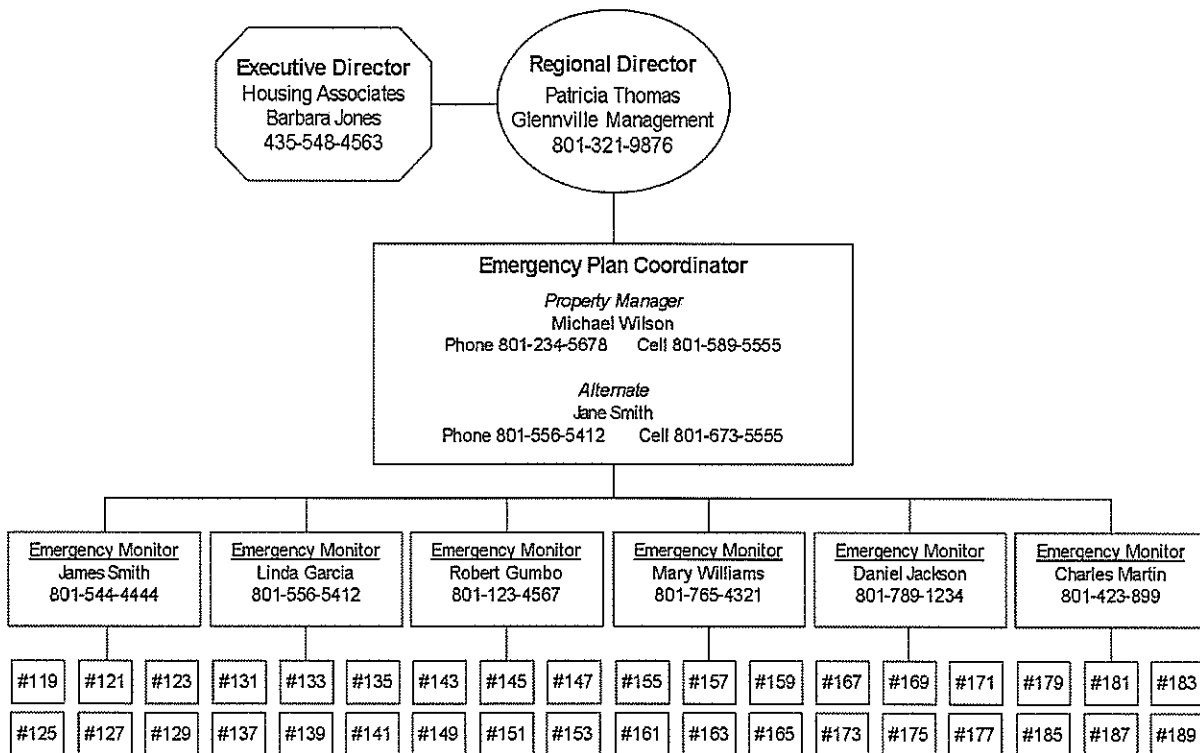 Executive Director
Housing Associates
Barbara Jones
435-548-4563
Regional Director
Patricia Thomas
Glennville Management
801-321-9876
Emergency Plan Coordinator
Property Manager
Michael Wilson
Phone 801-234-5678 Cell 801-589-5555
Alternate
Jane Smith
Phone 801-556-5412 Cell 801-673-5555
Emergency Monitor
James Smith
801-544-4444
Emergency Monitor
Linda Garcia
801-556-5412
Emergency Monitor
Robert Gumbo
801-123-4567
Emergency Monitor
Mary Williams
801-765-4321
Emergency Monitor
Daniel Jackson
801-789-1234
Emergency Monitor
Charles Martin
801-423-899
#119 #121 #123 #131 #133 #135 #143 #145 #147 #155 #157 #159 #167 #169 #171 #179 #181 #183
#125 #127 #129 #137 #139 #141 #149 #151 #153 #161 #163 #165 #173 #175 #177 #185 #187 #189